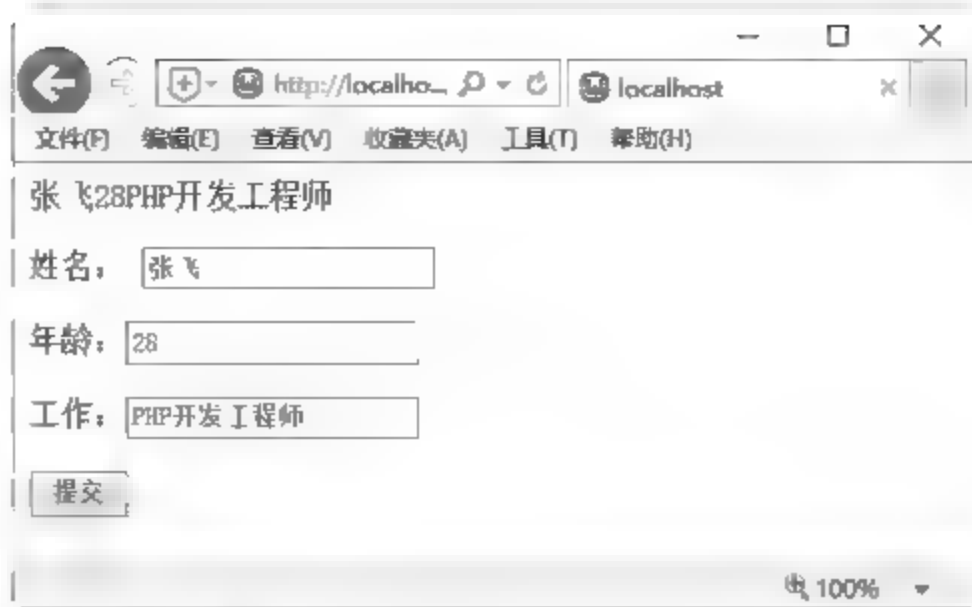 http://localho... localhost
文件(F) 编辑(E) 查看(V) 收藏夹(A) 工具(T) 帮助(H)
张飞28PHP开发工程师
姓名： 张飞
年龄： 28
工作： PHP开发工程师
提交
100%